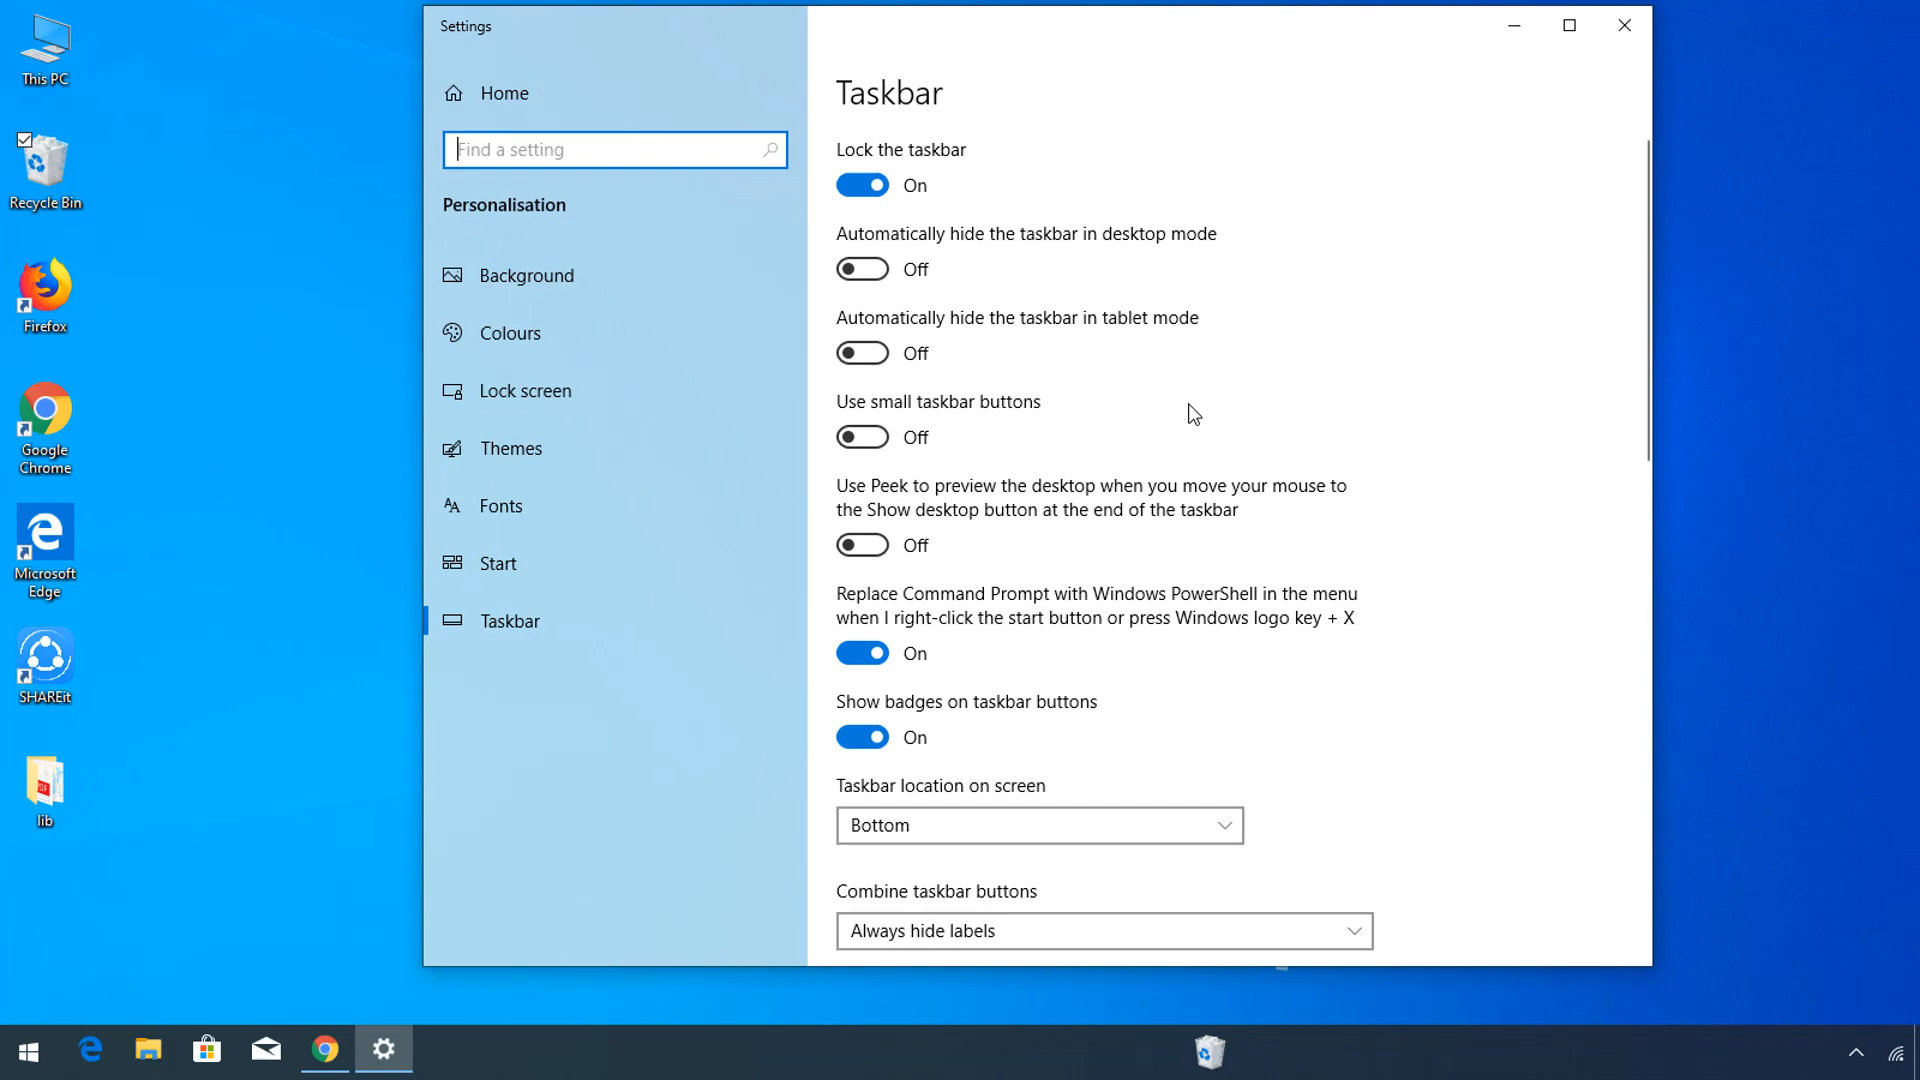 This PC
Recycle Bin
Firefox
Google
Chrome
Microsoft
Edge
SHAREit
PDF
lib
Settings
Home
Find a setting
Personalisation
Background
Colours
Lock screen
Themes
Fonts
Start
Taskbar
Taskbar
Lock the taskbar
On
Automatically hide the taskbar in desktop mode
Off
Automatically hide the taskbar in tablet mode
Off
Use small taskbar buttons
Off
Use Peek to preview the desktop when you move your mouse to
the Show desktop button at the end of the taskbar
Off
Replace Command Prompt with Windows PowerShell in the menu
when I right-click the start button or press Windows logo key + X
On
Show badges on taskbar buttons
On
Taskbar location on screen
Bottom
Combine taskbar buttons
Always hide labels